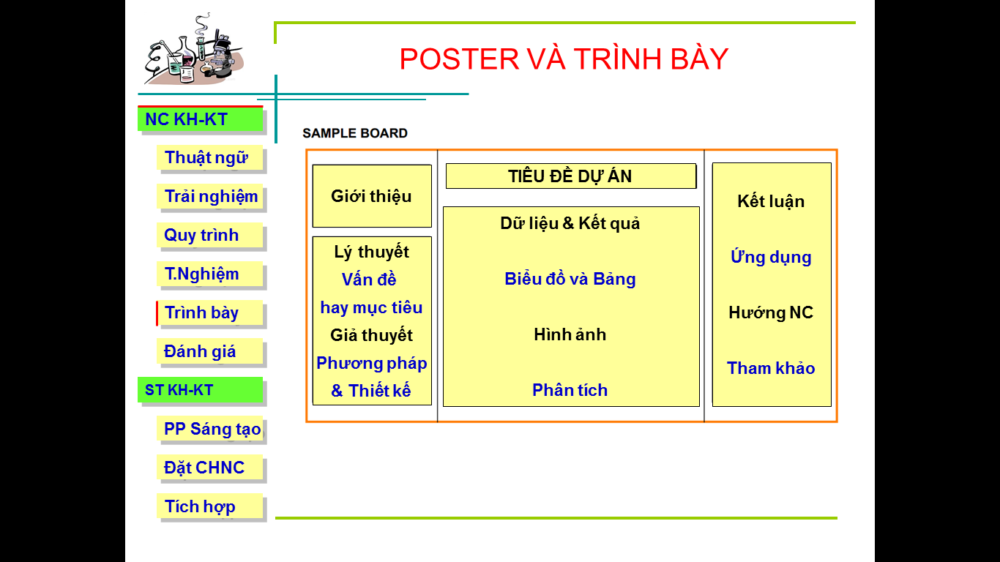 POSTER VÀ TRÌNH BÀY
NC KH-KT
Thuật ngữ
Trải nghiệm
Quy trình
T.Nghiệm
Trình bày
Đánh giá
ST KH-KT
PP Sáng tạo
Đặt CHNC
Tích hợp
SAMPLE BOARD
Giới thiệu
Lý thuyết
Vấn đề
hay mục tiêu
Giả thuyết
Phương pháp
& Thiết kế
TIÊU ĐỀ DỰ ÁN
Dữ liệu & Kết quả
Biểu đồ và Bảng
Hình ảnh
Phân tích
Kết luận
Ứng dụng
Hướng NC
Tham khảo